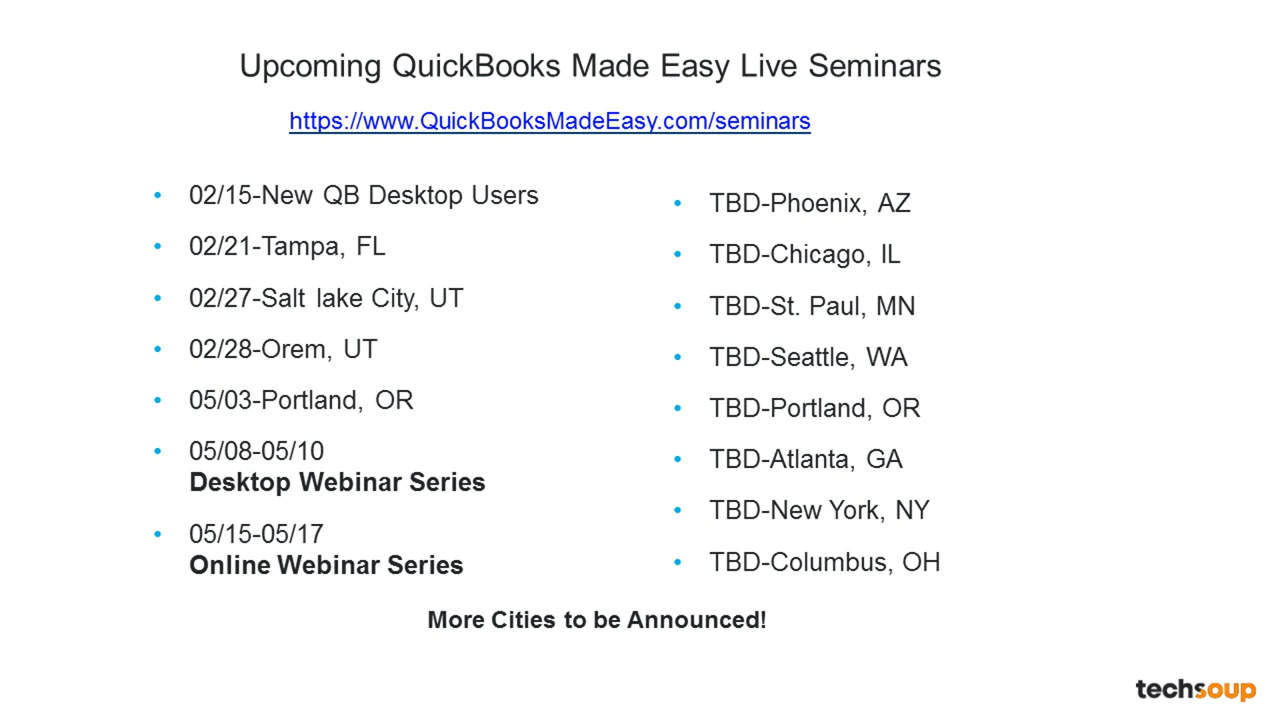 Upcoming QuickBooks Made Easy Live Seminars
https://www.QuickBooksMadeEasy.com/seminars
• 02/15-New QB Desktop Users
• 02/21-Tampa, FL
• 02/27-Salt lake City, UT
• 02/28-Orem, UT
• 05/03-Portland, OR
• 05/08-05/10
Desktop Webinar Series
• 05/15-05/17
Online Webinar Series
• TBD-Phoenix, AZ
• TBD-Chicago, IL
• TBD-St. Paul, MN
• TBD-Seattle, WA
• TBD-Portland, OR
• TBD-Atlanta, GA
• TBD-New York, NY
• TBD-Columbus, OH
More Cities to be Announced!
techsoup